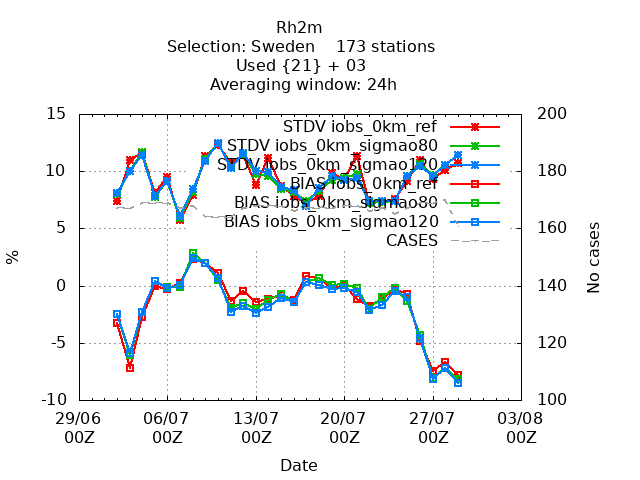 Rh2m
Selection: Sweden    173 stations
Used {21} + 03
Averaging window: 24h
15 200
STDV iobs_0km_ref
STDV iobs_0km_sigmao80
10 STDV iobs_0km_sigmao120 180
BIAS iobs_0km_ref
BIAS iobs_0km_sigmao80
5 BIAS iobs_0km_sigmao120 160
CASES
%
No cases
0 140
-5 120
-10 100
29/06 06/07 13/07 20/07 27/07 03/08
00Z 00Z 00Z 00Z 00Z 00Z
Date